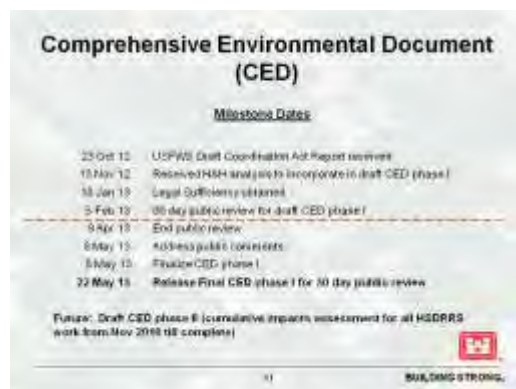 Comprehensive Environmental Document
(CED)
Milestone Dates
23 Oct 12 USFWS Draft Coordination Act Report received
13 Nov 12 Received H&H analysis to incorporate in draft CED phase I
Jan 13 Legal Sufficiency obtained
5 Feb 13 60 day public review for draft CED phase I
9 Apr 13 End public review
8 May 13 Address public comments
May 13 Finalize CED phase I
22 May 13 Release Final CED phase I for 30 day public review
Future: Draft CED phase II (cumulative impacts assessment for all HSDRRS
work from Nov 2010 till complete)
BUILDING STRONG®